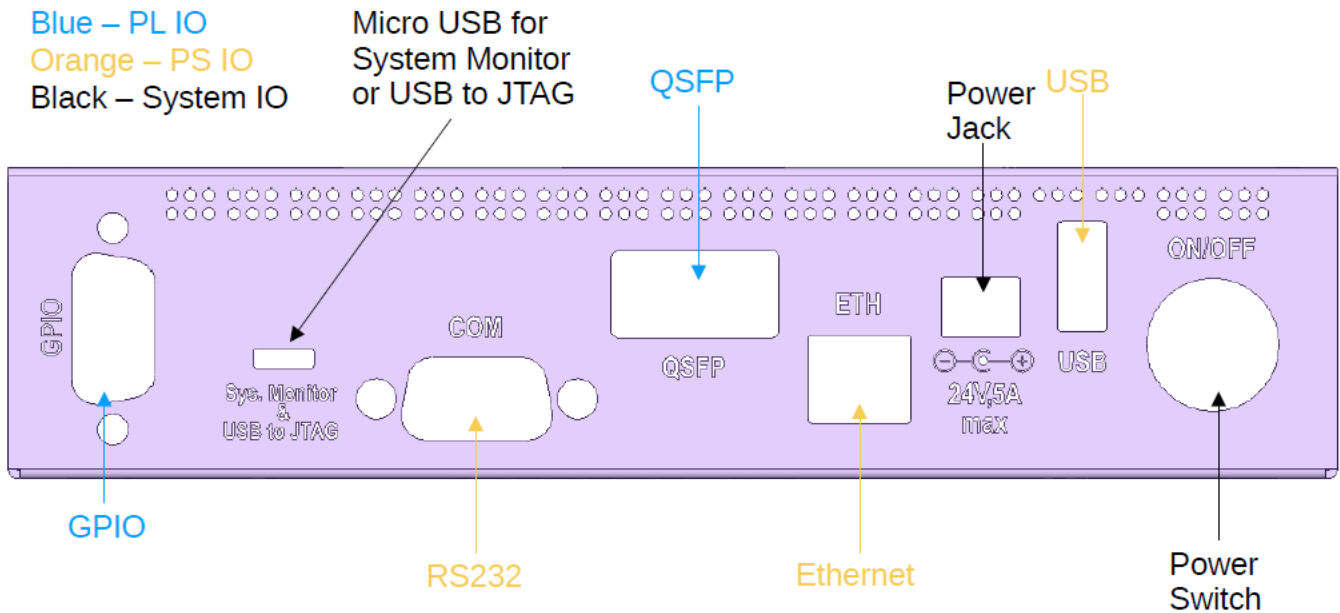 Blue – PL IO
Orange – PS IO
Black – System IO
Micro USB for
System Monitor
or USB to JTAG
QSFP
Power
Jack
USB
GPIO
Sys. Monitor
&
USB to JTAG
COM
QSFP
ETH
24V,5A
max
USB
ON/OFF
GPIO
RS232
Ethernet
Power
Switch